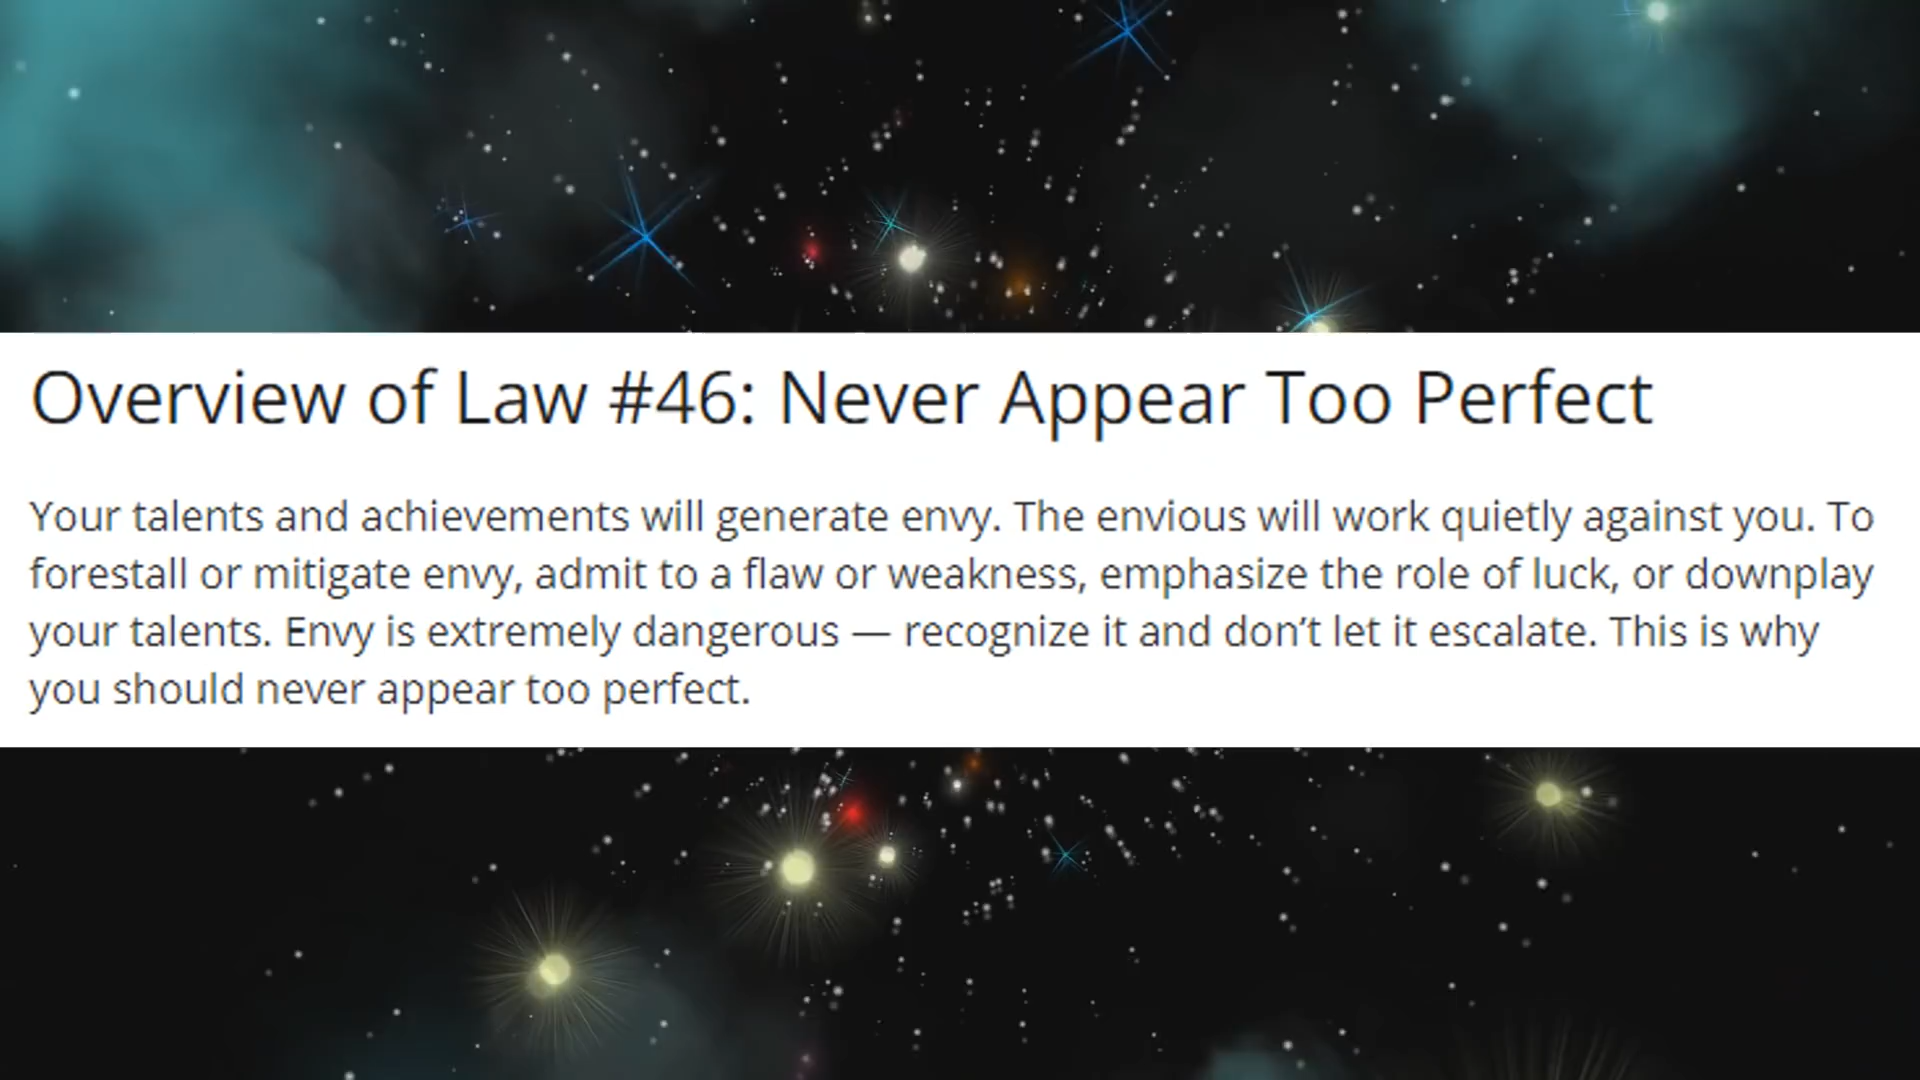 Overview of Law #46: Never Appear Too Perfect
Your talents and achievements will generate envy. The envious will work quietly against you. To
forestall or mitigate envy, admit to a flaw or weakness, emphasize the role of luck, or downplay
your talents. Envy is extremely dangerous — recognize it and don’t let it escalate. This is why
you should never appear too perfect.